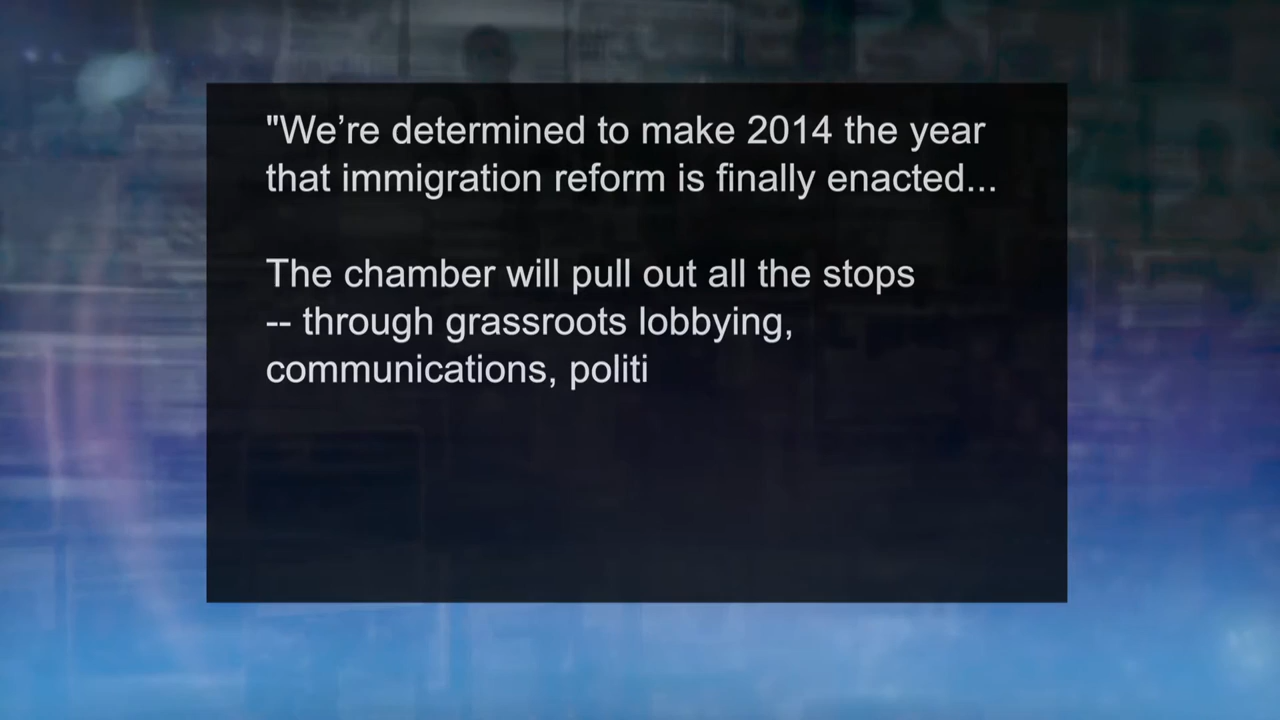 "We’re determined to make 2014 the year
that immigration reform is finally enacted...
The chamber will pull out all the stops
-- through grassroots lobbying,
communications, politi